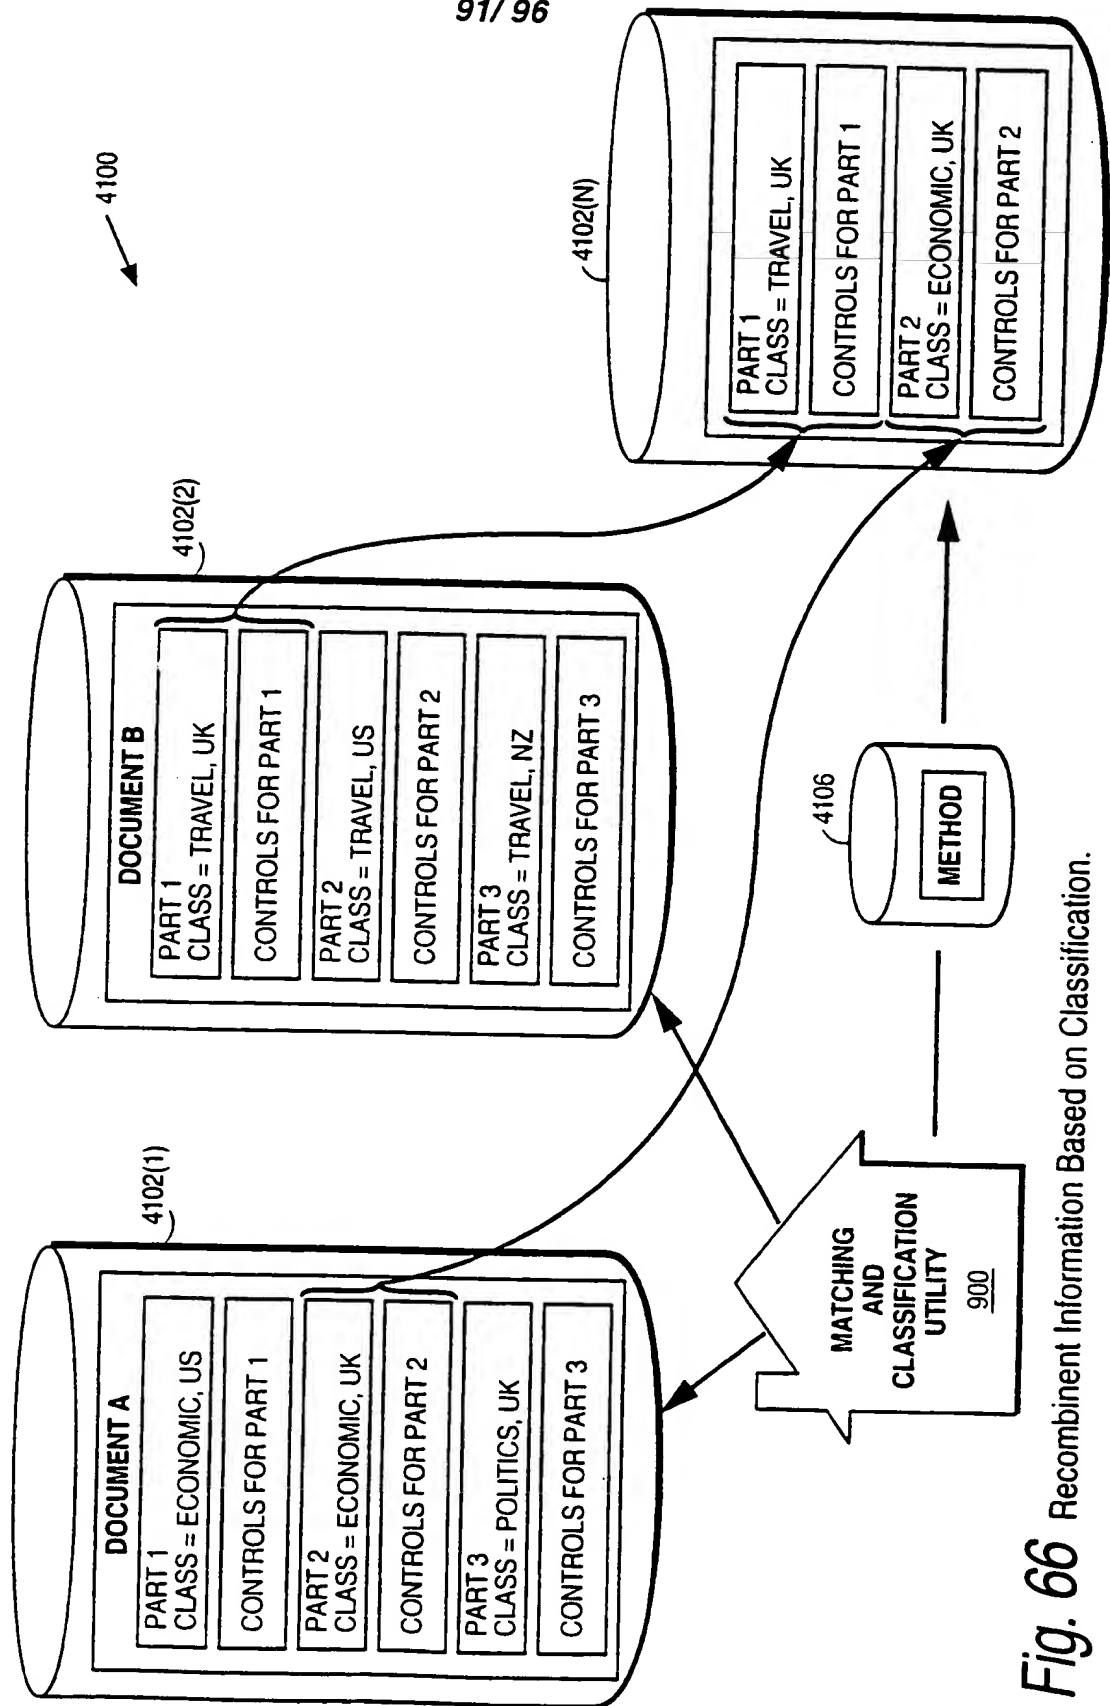 91/ 96
4100
4102(1)
DOCUMENT A
PART 1
CLASS = ECONOMIC, US
CONTROLS FOR PART 1
PART 2
CLASS = ECONOMIC, UK
CONTROLS FOR PART 2
PART 3
CLASS = POLITICS, UK
CONTROLS FOR PART 3
4102(2)
DOCUMENT B
PART 1
CLASS = TRAVEL, UK
CONTROLS FOR PART 1
PART 2
CLASS = TRAVEL, US
CONTROLS FOR PART 2
PART 3
CLASS = TRAVEL, NZ
CONTROLS FOR PART 3
4102(N)
PART 1
CLASS = TRAVEL, UK
CONTROLS FOR PART 1
PART 2
CLASS = ECONOMIC, UK
CONTROLS FOR PART 2
MATCHING
AND
CLASSIFICATION
UTILITY
900
4106
METHOD
Fig. 66 Recombinent Information Based on Classification.